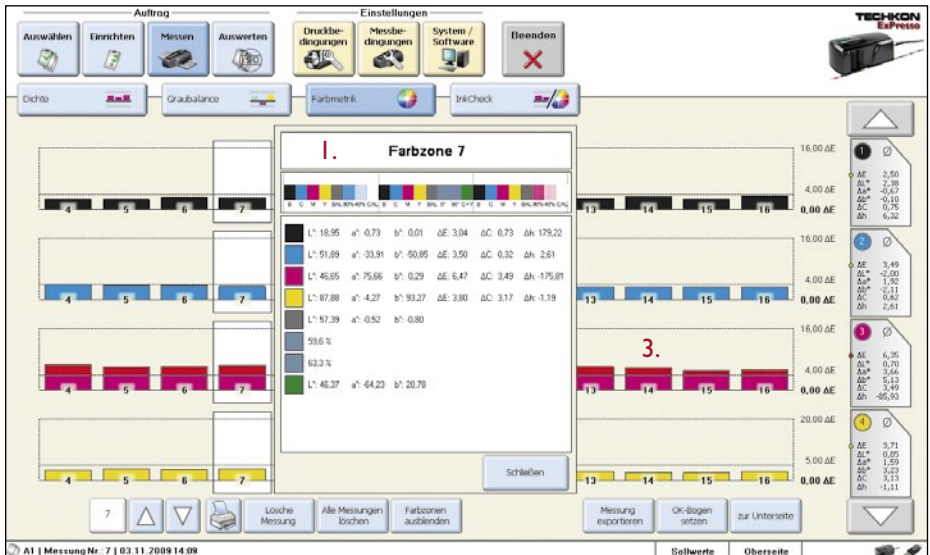 Auftrag
Einstellungen
Auswählen
Einrichten
Messen
Auswerten
Druckbe-
dingungen
Messbe-
dingungen
System /
Software
Beenden
TECHKON
ExPresso
Dichte
Graubalance
Farbmetrik
InkCheck
1.
Farbzone 7
L*: 18,95 a*: -0,73 b*: 0,01 ΔE: 3,04 ΔC: 0,73 Δh: 179,22
L*: 51,89 a*: -33,91 b*: -50,85 ΔE: 3,50 ΔC: 0,32 Δh: 2,61
L*: 46,65 a*: 75,66 b*: 0,29 ΔE: 6,47 ΔC: 3,49 Δh: -175,81
L*: 87,88 a*: -4,27 b*: 93,27 ΔE: 3,80 ΔC: 3,17 Δh: -1,19
L*: 57,39 a*: -0,52 b*: -0,80
59,6 %
63,3 %
L*: 46,37 a*: -64,23 b*: 20,70
Schließen
16,00 ΔE
4,00 ΔE
0,00 ΔE
4 5 6 7 13 14 15 16
16,00 ΔE
4,00 ΔE
0,00 ΔE
4 5 6 7 13 14 15 16
16,00 ΔE
3.
4,00 ΔE
0,00 ΔE
4 5 6 7 13 14 15 16
20,00 ΔE
5,00 ΔE
0,00 ΔE
4 5 6 7 13 14 15 16
1 Ø
ΔE 2,50
ΔL* 2,38
Δa* -0,67
Δb* -0,10
ΔC 0,75
Δh 6,32
2 Ø
ΔE 3,49
ΔL* -2,00
Δa* 1,92
Δb* -2,11
ΔC 0,62
Δh 2,61
3 Ø
ΔE 6,35
ΔL* 0,70
Δa* 3,66
Δb* 5,13
ΔC 3,49
Δh -85,93
4 Ø
ΔE 3,71
ΔL* 0,85
Δa* 1,59
Δb* 3,23
ΔC 3,13
Δh -1,11
7
Lösche
Messung
Alle Messungen
löschen
Farbzonen
ausblenden
Messung
exportieren
OK-Bogen
setzen
zur Unterseite
A1 | Messung Nr.: 7 | 03.11.2009 14:09
Sollwerte
Oberseite